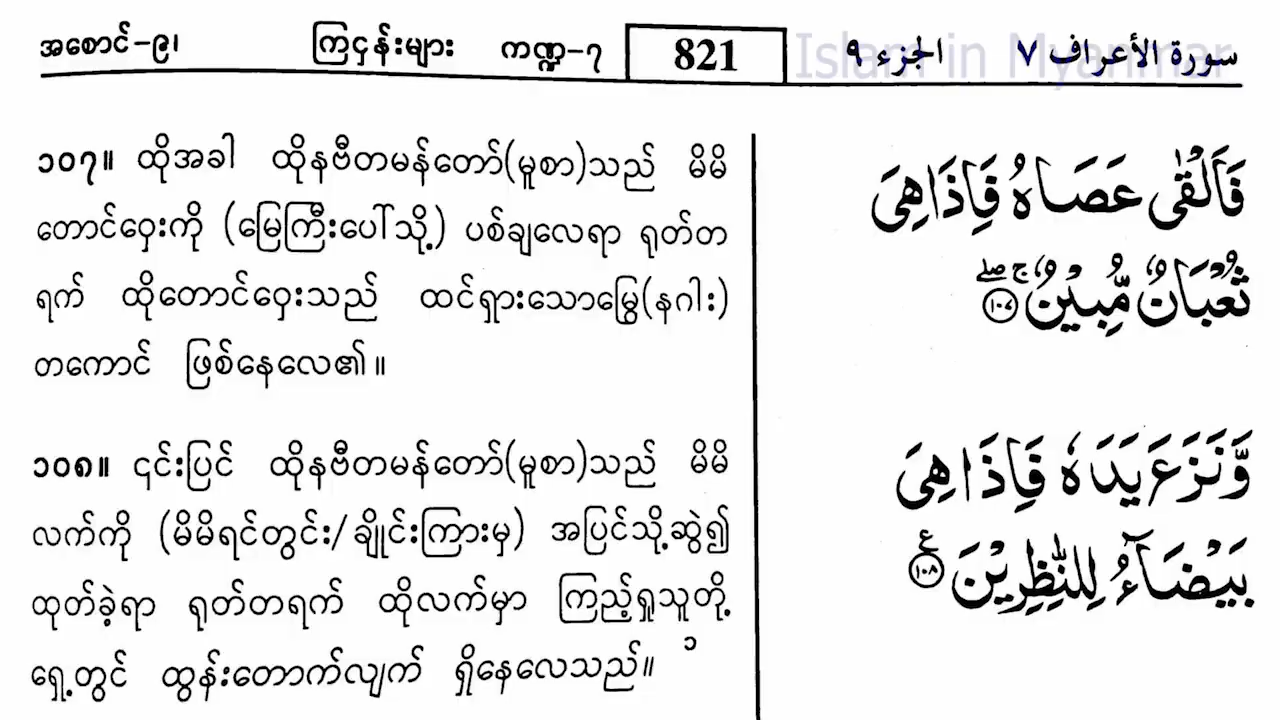 အစောင်-၉၊ ကြငှန်းများ ကဏ္ဍ-၇ 821 سورة الأعراف ٧ الجزء ٩
Islam in Myanmar
၁၀၇။ ထိုအခါ ထိုနဗီတမန်တော်(မူစာ)သည် မိမိ
တောင်ဝှေးကို (မြေကြီးပေါ်သို့) ပစ်ချလေရာ ရုတ်တ
ရက် ထိုတောင်ဝှေးသည် ထင်ရှားသောမြွေ(နဂါး)
တကောင် ဖြစ်နေလေ၏။
၁၀၈။ ၎င်းပြင် ထိုနဗီတမန်တော်(မူစာ)သည် မိမိ
လက်ကို (မိမိရင်တွင်း/ချိုင်းကြားမှ) အပြင်သို့ဆွဲ၍
ထုတ်ခဲ့ရာ ရုတ်တရက် ထိုလက်မှာ ကြည့်ရှုသူတို့
ရှေ့တွင် ထွန်းတောက်လျက် ရှိနေလေသည်။ ၁
فَأَلْقٰى عَصَاهُ فَإِذَا هِىَ
ثُعْبَانٌ مُّبِيْنٌ ۚۖ ۝١٠٧
وَّنَزَعَ يَدَهٗ فَإِذَا هِىَ
بَيْضَآءُ لِلنّٰظِرِيْنَ ۝١٠٨ ع